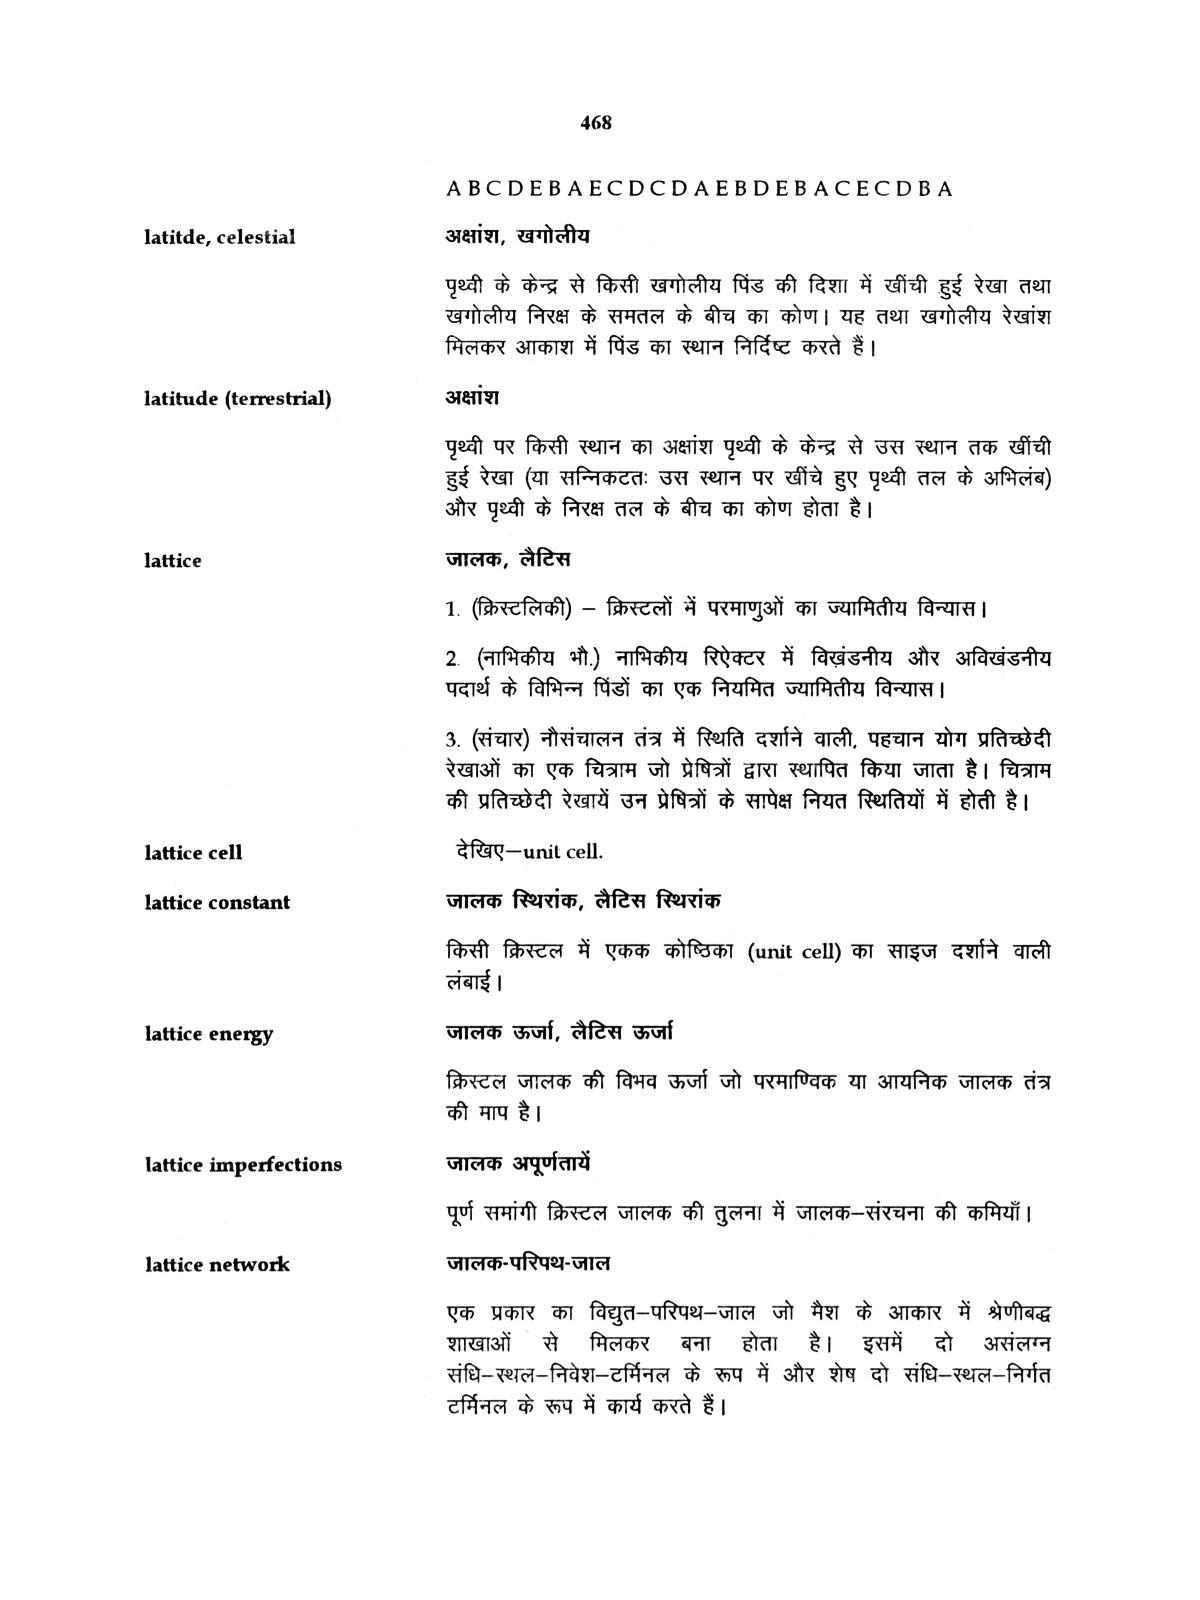 468
A B C D E B A E C D C D A E B D E B A C E C D B A
latitde, celestial अक्षांश, खगोलीय
पृथ्वी के केन्द्र से किसी खगोलीय पिंड की दिशा में खींची हुई रेखा तथा
खगोलीय निरक्ष के समतल के बीच का कोण। यह तथा खगोलीय रेखांश
मिलकर आकाश में पिंड का स्थान निर्दिष्ट करते हैं।
latitude (terrestrial) अक्षांश
पृथ्वी पर किसी स्थान का अक्षांश पृथ्वी के केन्द्र से उस स्थान तक खींची
हुई रेखा (या सन्निकटतः उस स्थान पर खींचे हुए पृथ्वी तल के अभिलंब)
और पृथ्वी के निरक्ष तल के बीच का कोण होता है।
lattice जालक, लैटिस
1. (क्रिस्टलिकी) – क्रिस्टलों में परमाणुओं का ज्यामितीय विन्यास।
2. (नाभिकीय भौ.) नाभिकीय रिऐक्टर में विखंडनीय और अविखंडनीय
पदार्थ के विभिन्न पिंडों का एक नियमित ज्यामितीय विन्यास।
3. (संचार) नौसंचालन तंत्र में स्थिति दर्शाने वाली, पहचान योग प्रतिच्छेदी
रेखाओं का एक चित्राम जो प्रेषित्रों द्वारा स्थापित किया जाता है। चित्राम
की प्रतिच्छेदी रेखायें उन प्रेषित्रों के सापेक्ष नियत स्थितियों में होती है।
lattice cell देखिए–unit cell.
lattice constant जालक स्थिरांक, लैटिस स्थिरांक
किसी क्रिस्टल में एकक कोष्ठिका (unit cell) का साइज दर्शाने वाली
लंबाई।
lattice energy जालक ऊर्जा, लैटिस ऊर्जा
क्रिस्टल जालक की विभव ऊर्जा जो परमाण्विक या आयनिक जालक तंत्र
की माप है।
lattice imperfections जालक अपूर्णतायें
पूर्ण समांगी क्रिस्टल जालक की तुलना में जालक–संरचना की कमियाँ।
lattice network जालक-परिपथ-जाल
एक प्रकार का विद्युत–परिपथ–जाल जो मैश के आकार में श्रेणीबद्ध
शाखाओं से मिलकर बना होता है। इसमें दो असंलग्न
संधि–स्थल–निवेश–टर्मिनल के रूप में और शेष दो संधि–स्थल–निर्गत
टर्मिनल के रूप में कार्य करते हैं।